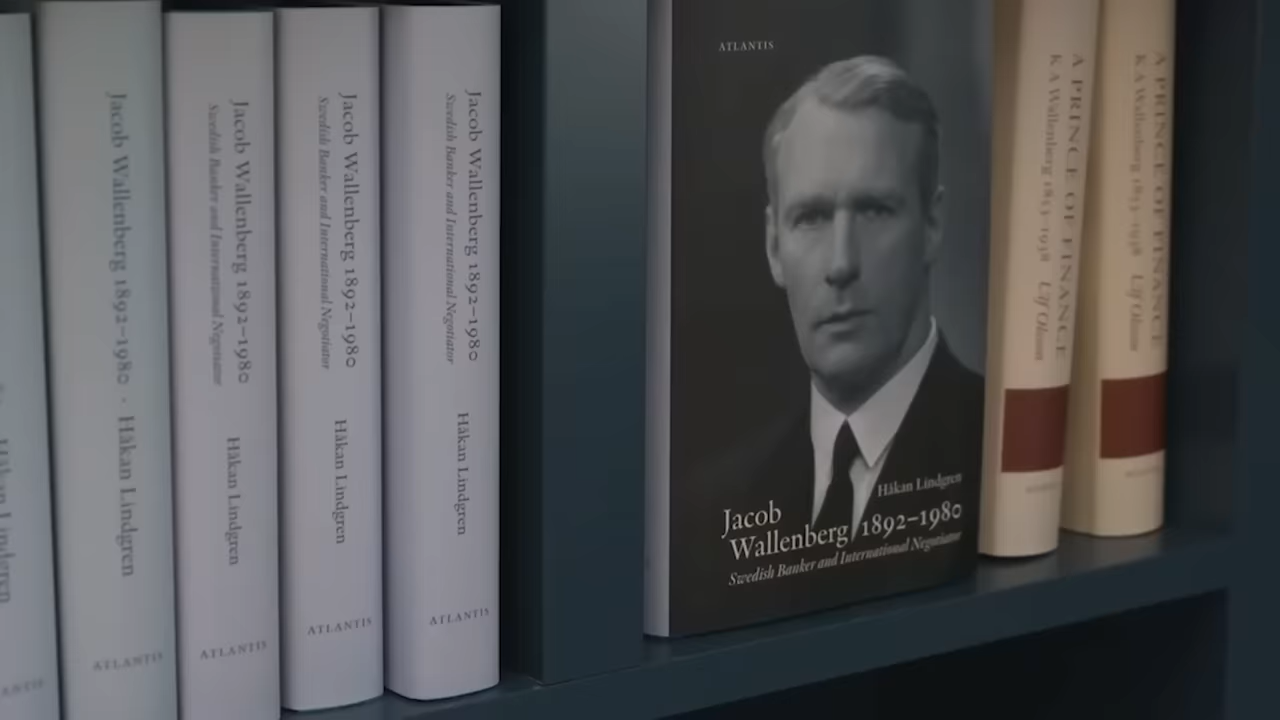 Håkan Lindgren
ANTIS
Jacob Wallenberg 1892–1980 · Håkan Lindgren
ATLANTIS
Jacob Wallenberg 1892–1980
Swedish Banker and International Negotiator
Håkan Lindgren
ATLANTIS
Jacob Wallenberg 1892–1980
Swedish Banker and International Negotiator
Håkan Lindgren
ATLANTIS
Jacob Wallenberg 1892–1980
Swedish Banker and International Negotiator
Håkan Lindgren
ATLANTIS
ATLANTIS
Håkan Lindgren
Jacob
Wallenberg 1892–1980
Swedish Banker and International Negotiator
A PRINCE OF FINANCE
K A Wallenberg 1853–1938 Ulf Olsson
A PRINCE OF FINANCE
K A Wallenberg 1853–1938 Ulf Olsson